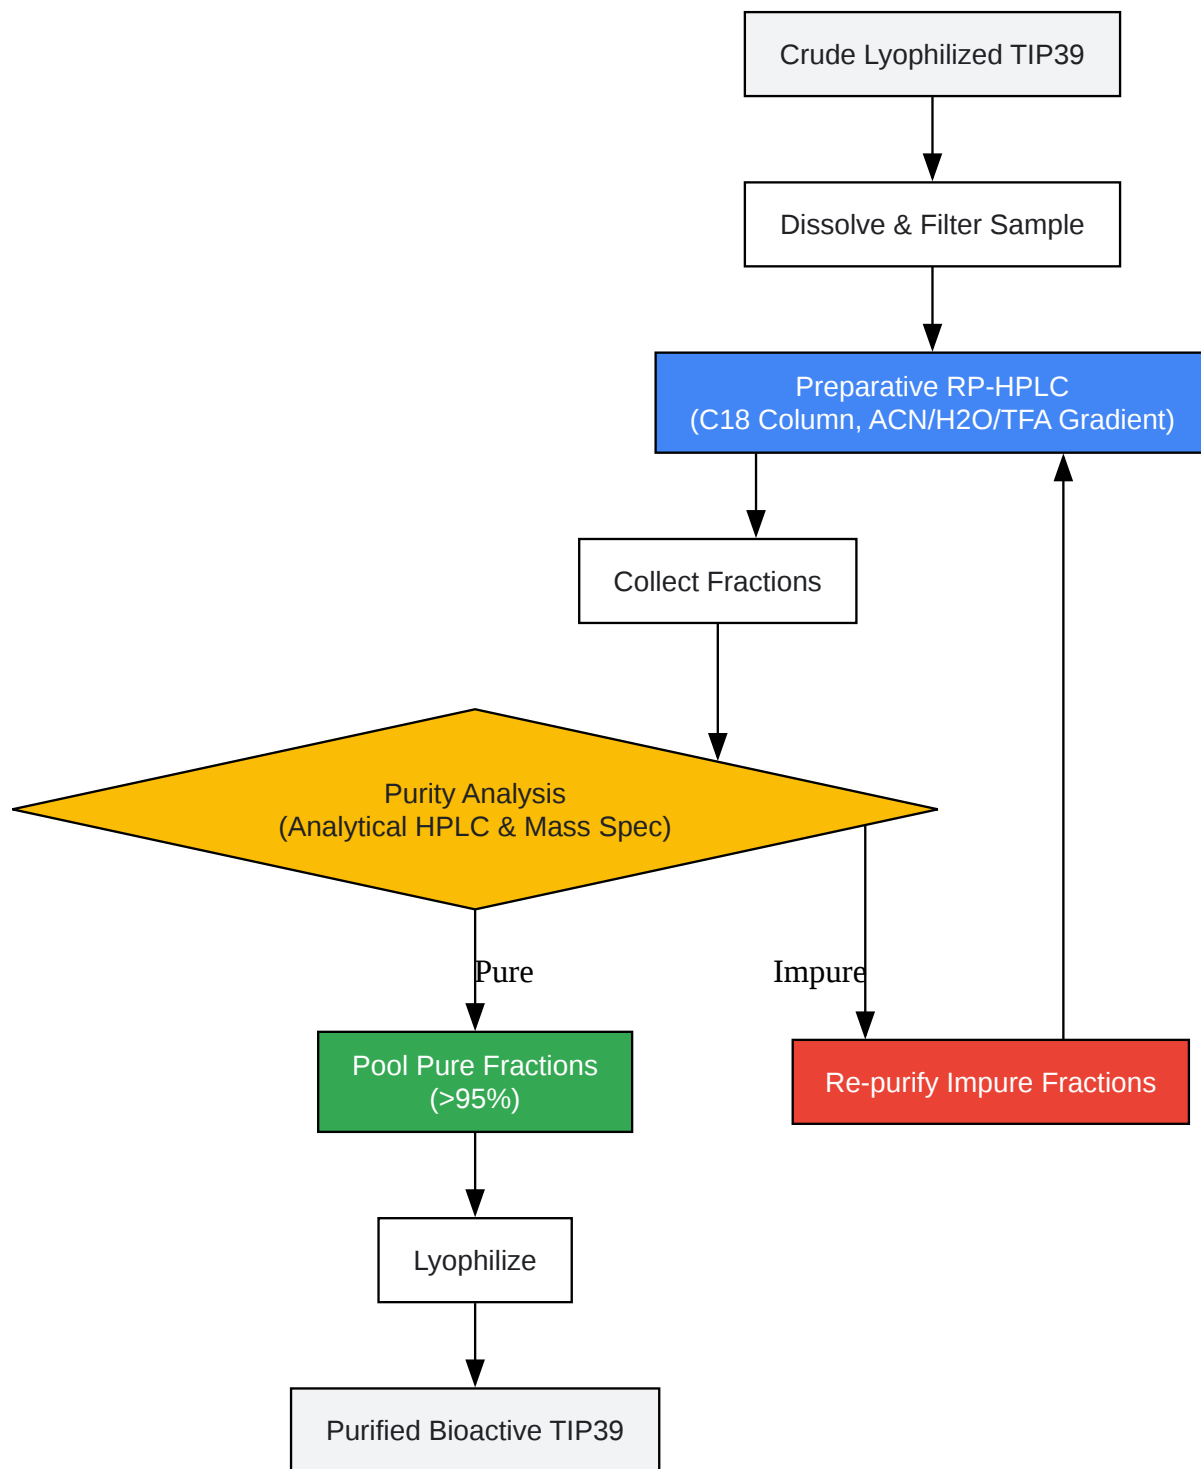 Crude Lyophilized TIP39
Dissolve & Filter Sample
Preparative RP-HPLC
(C18 Column, ACN/H2O/TFA Gradient)
Collect Fractions
Purity Analysis
(Analytical HPLC & Mass Spec)
Pure
Impure
Pool Pure Fractions
(>95%)
Re-purify Impure Fractions
Lyophilize
Purified Bioactive TIP39